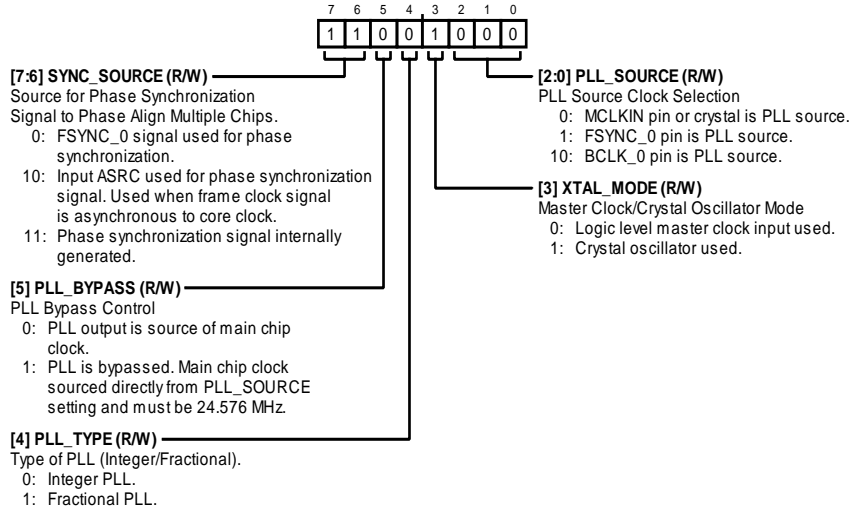 7 6 5 4 3 2 1 0
1 1 0 0 1 0 0 0
[7:6] SYNC_SOURCE (R/W)
Source for Phase Synchronization
Signal to Phase Align Multiple Chips.
0: FSYNC_0 signal used for phase
synchronization.
10: Input ASRC used for phase synchronization
signal. Used when frame clock signal
is asynchronous to core clock.
11: Phase synchronization signal internally
generated.
[5] PLL_BYPASS (R/W)
PLL Bypass Control
0: PLL output is source of main chip
clock.
1: PLL is bypassed. Main chip clock
sourced directly from PLL_SOURCE
setting and must be 24.576 MHz.
[4] PLL_TYPE (R/W)
Type of PLL (Integer/Fractional).
0: Integer PLL.
1: Fractional PLL.
[2:0] PLL_SOURCE (R/W)
PLL Source Clock Selection
0: MCLKIN pin or crystal is PLL source.
1: FSYNC_0 pin is PLL source.
10: BCLK_0 pin is PLL source.
[3] XTAL_MODE (R/W)
Master Clock/Crystal Oscillator Mode
0: Logic level master clock input used.
1: Crystal oscillator used.